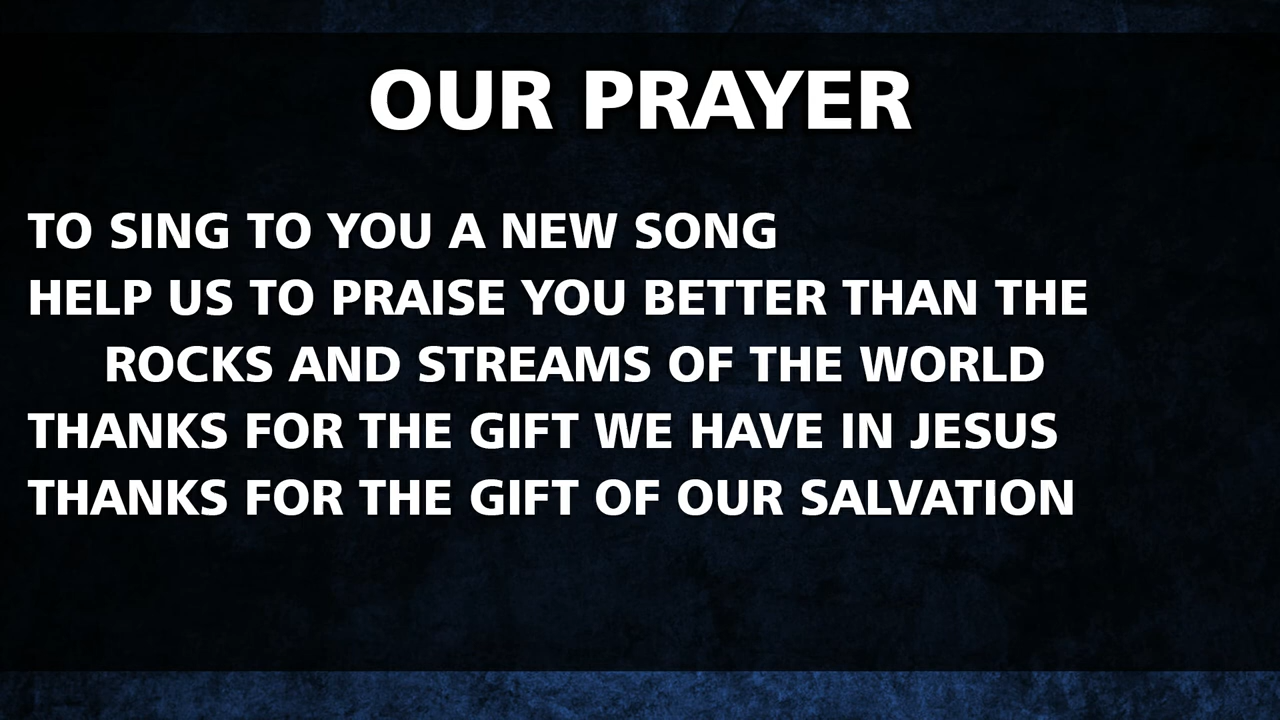 OUR PRAYER
TO SING TO YOU A NEW SONG
HELP US TO PRAISE YOU BETTER THAN THE
ROCKS AND STREAMS OF THE WORLD
THANKS FOR THE GIFT WE HAVE IN JESUS
THANKS FOR THE GIFT OF OUR SALVATION